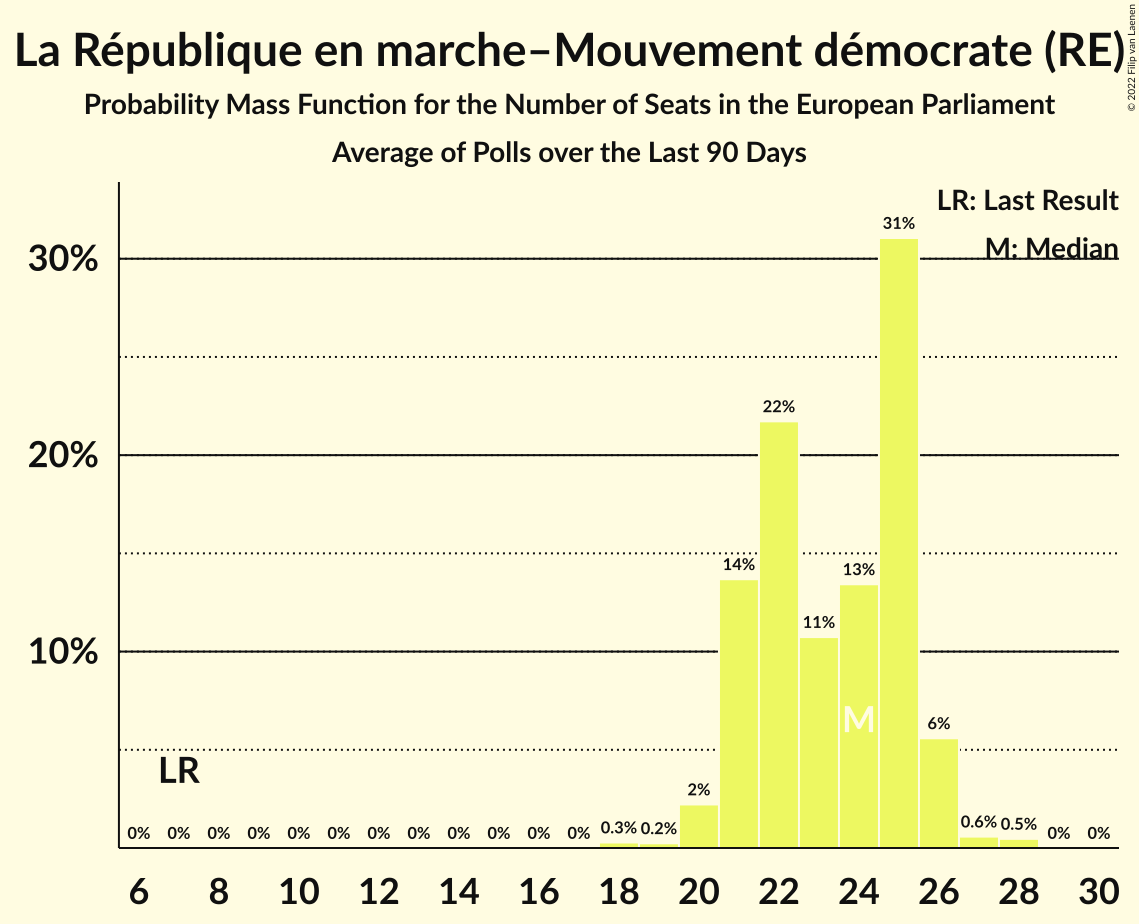 La République en marche–Mouvement démocrate (RE)
Probability Mass Function for the Number of Seats in the European Parliament
Average of Polls over the Last 90 Days
© 2022 Filip van Laenen
LR: Last Result
M: Median
30%
20%
10%
31%
22%
14%
13%
11%
M
6%
LR
2%
0% 0% 0% 0% 0% 0% 0% 0% 0% 0% 0% 0% 0.3% 0.2% 0.6% 0.5% 0% 0%
6 8 10 12 14 16 18 20 22 24 26 28 30